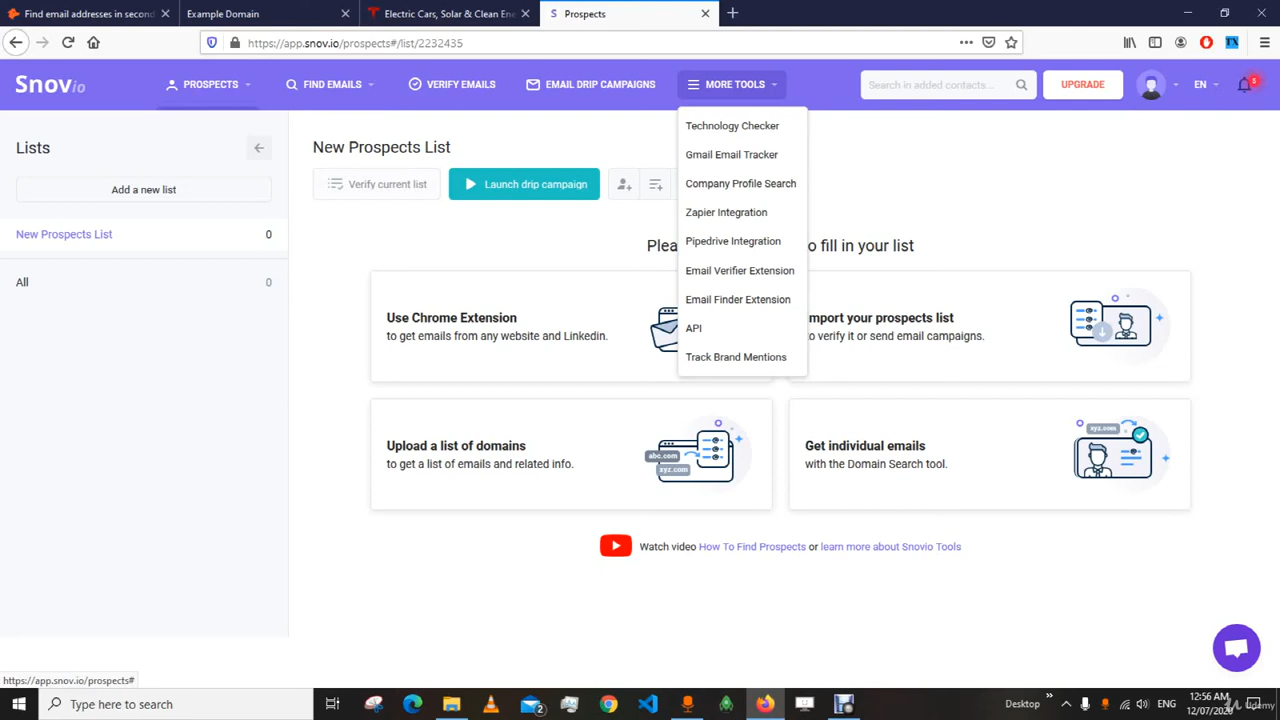 Find email addresses in second
Example Domain
Electric Cars, Solar & Clean Ene
S Prospects
https://app.snov.io/prospects#/list/2232435
Snovio
PROSPECTS
FIND EMAILS
VERIFY EMAILS
EMAIL DRIP CAMPAIGNS
MORE TOOLS
Search in added contacts...
UPGRADE
EN
5
Lists
Add a new list
New Prospects List 0
All 0
New Prospects List
Verify current list
Launch drip campaign
Technology Checker
Gmail Email Tracker
Company Profile Search
Zapier Integration
Pipedrive Integration
Email Verifier Extension
Email Finder Extension
API
Track Brand Mentions
Plea
o fill in your list
Use Chrome Extension
to get emails from any website and Linkedin.
mport your prospects list
o verify it or send email campaigns.
Upload a list of domains
to get a list of emails and related info.
abc.com
xyz.com
Get individual emails
with the Domain Search tool.
xyz.com
Watch video How To Find Prospects or learn more about Snovio Tools
https://app.snov.io/prospects#
Type here to search
2
Desktop
ENG
12:56 AM
12/07/202
Udemy